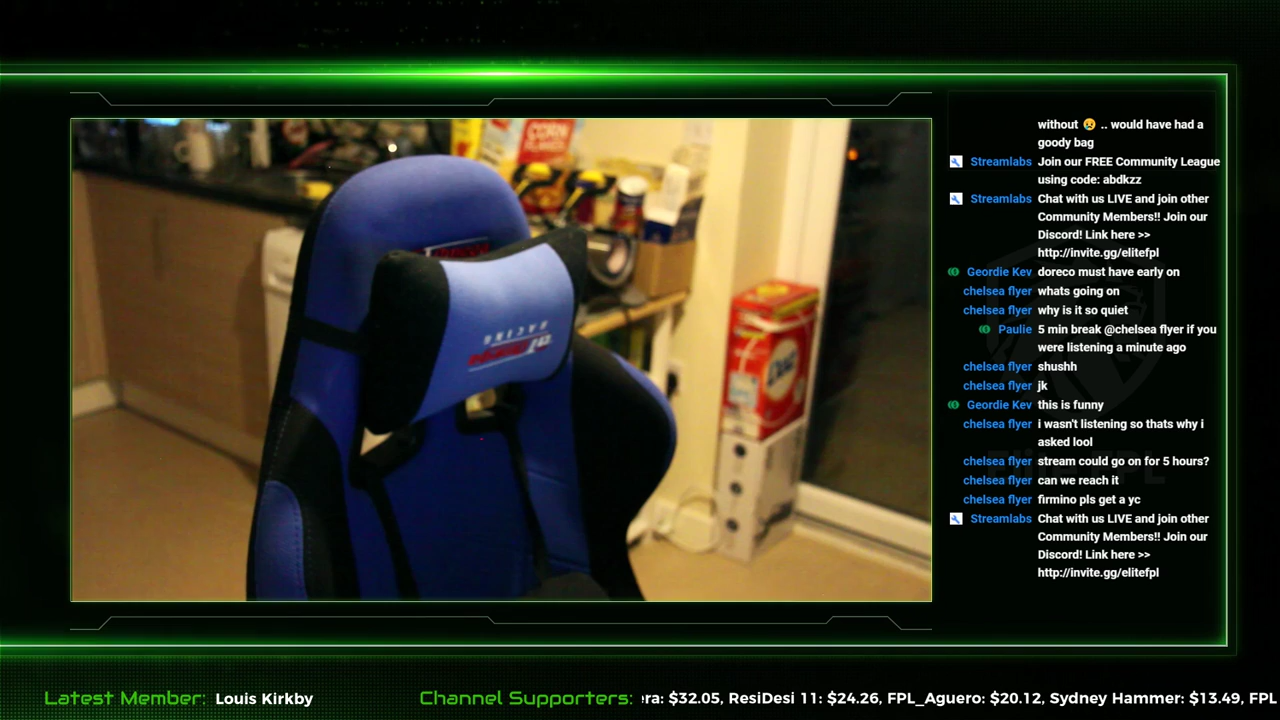 CORN
Daz
RACING
without 😢 .. would have had a
goody bag
Streamlabs Join our FREE Community League
using code: abdkzz
Streamlabs Chat with us LIVE and join other
Community Members!! Join our
Discord! Link here >>
http://invite.gg/elitefpl
Geordie Kev doreco must have early on
chelsea flyer whats going on
chelsea flyer why is it so quiet
Paulie 5 min break @chelsea flyer if you
were listening a minute ago
chelsea flyer shushh
chelsea flyer jk
Geordie Kev this is funny
chelsea flyer i wasn't listening so thats why i
asked lool
chelsea flyer stream could go on for 5 hours?
chelsea flyer can we reach it
chelsea flyer firmino pls get a yc
Streamlabs Chat with us LIVE and join other
Community Members!! Join our
Discord! Link here >>
http://invite.gg/elitefpl
Latest Member: Louis Kirkby
Channel Supporters: ra: $32.05, ResiDesi 11: $24.26, FPL_Aguero: $20.12, Sydney Hammer: $13.49, FPL